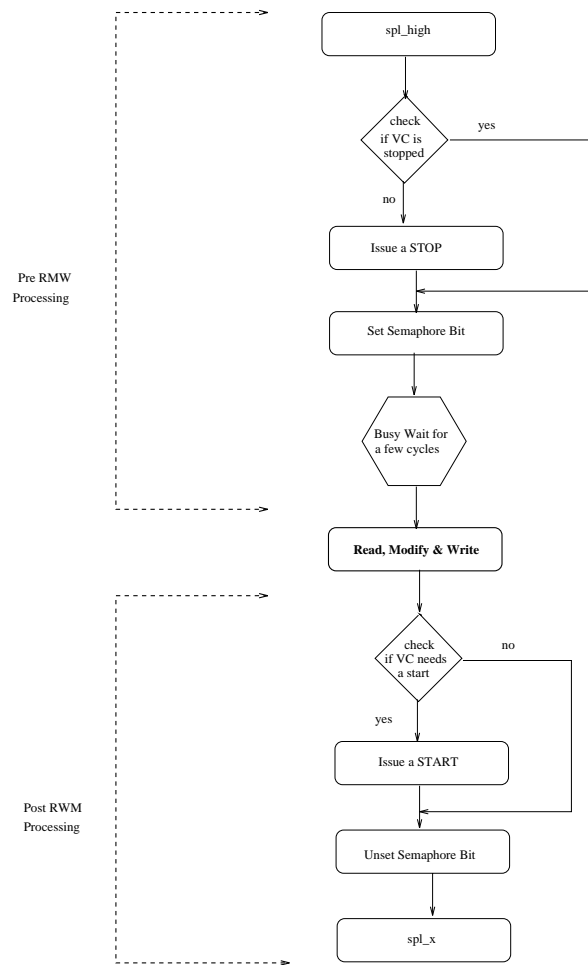 spl_high
check
if VC is
stopped
yes
no
Issue a STOP
Pre RMW
Processing
Set Semaphore Bit
Busy Wait for
a few cycles
Read, Modify & Write
check
if VC needs
a start
no
yes
Issue a START
Post RWM
Processing
Unset Semaphore Bit
spl_x